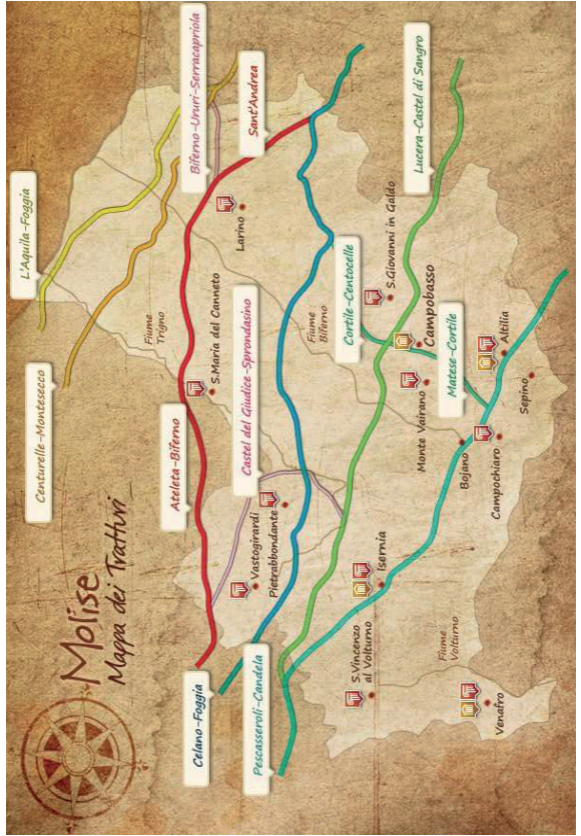 Molise
Mappa dei Tratturi
Centurelle-Montesecco
L'Aquila-Foggia
Biferno-Ururi-Serracapriola
Ateleta-Biferno
Sant'Andrea
Fiume
Trigno
S.Maria del Canneto
Larino
Castel del Giudice-Sprondasino
Vastogirardi
Pietrabbondante
Celano-Foggia
Pescasseroli-Candela
Fiume
Biferno
Cortile-Centocelle
S.Giovanni in Galdo
Lucera-Castel di Sangro
Campobasso
Isernia
Monte Vairano
Matese-Cortile
S.Vincenzo
al Volturno
Bojano
Altilia
Fiume
Volturno
Campochiaro
Sepino
Venafro